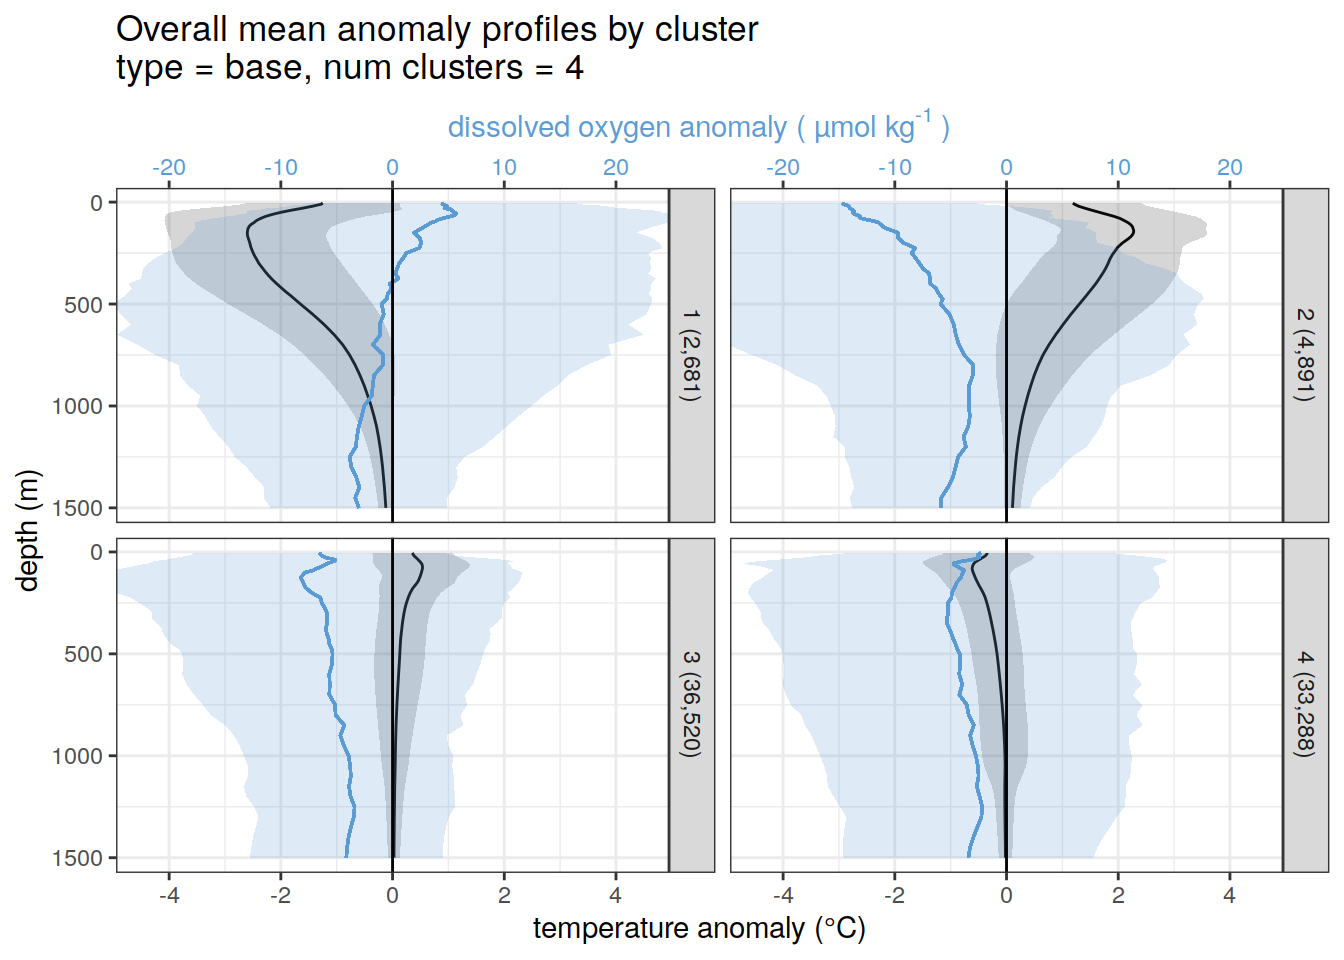 Overall mean anomaly profiles by cluster
type = base, num clusters = 4
dissolved oxygen anomaly ( µmol kg-1 )
-20 -10 0 10 20 -20 -10 0 10 20
0
500
1000
1500
1 (2,681)
2 (4,891)
depth (m)
0
500
1000
1500
3 (36,520)
4 (33,288)
-4 -2 0 2 4 -4 -2 0 2 4
temperature anomaly (°C)